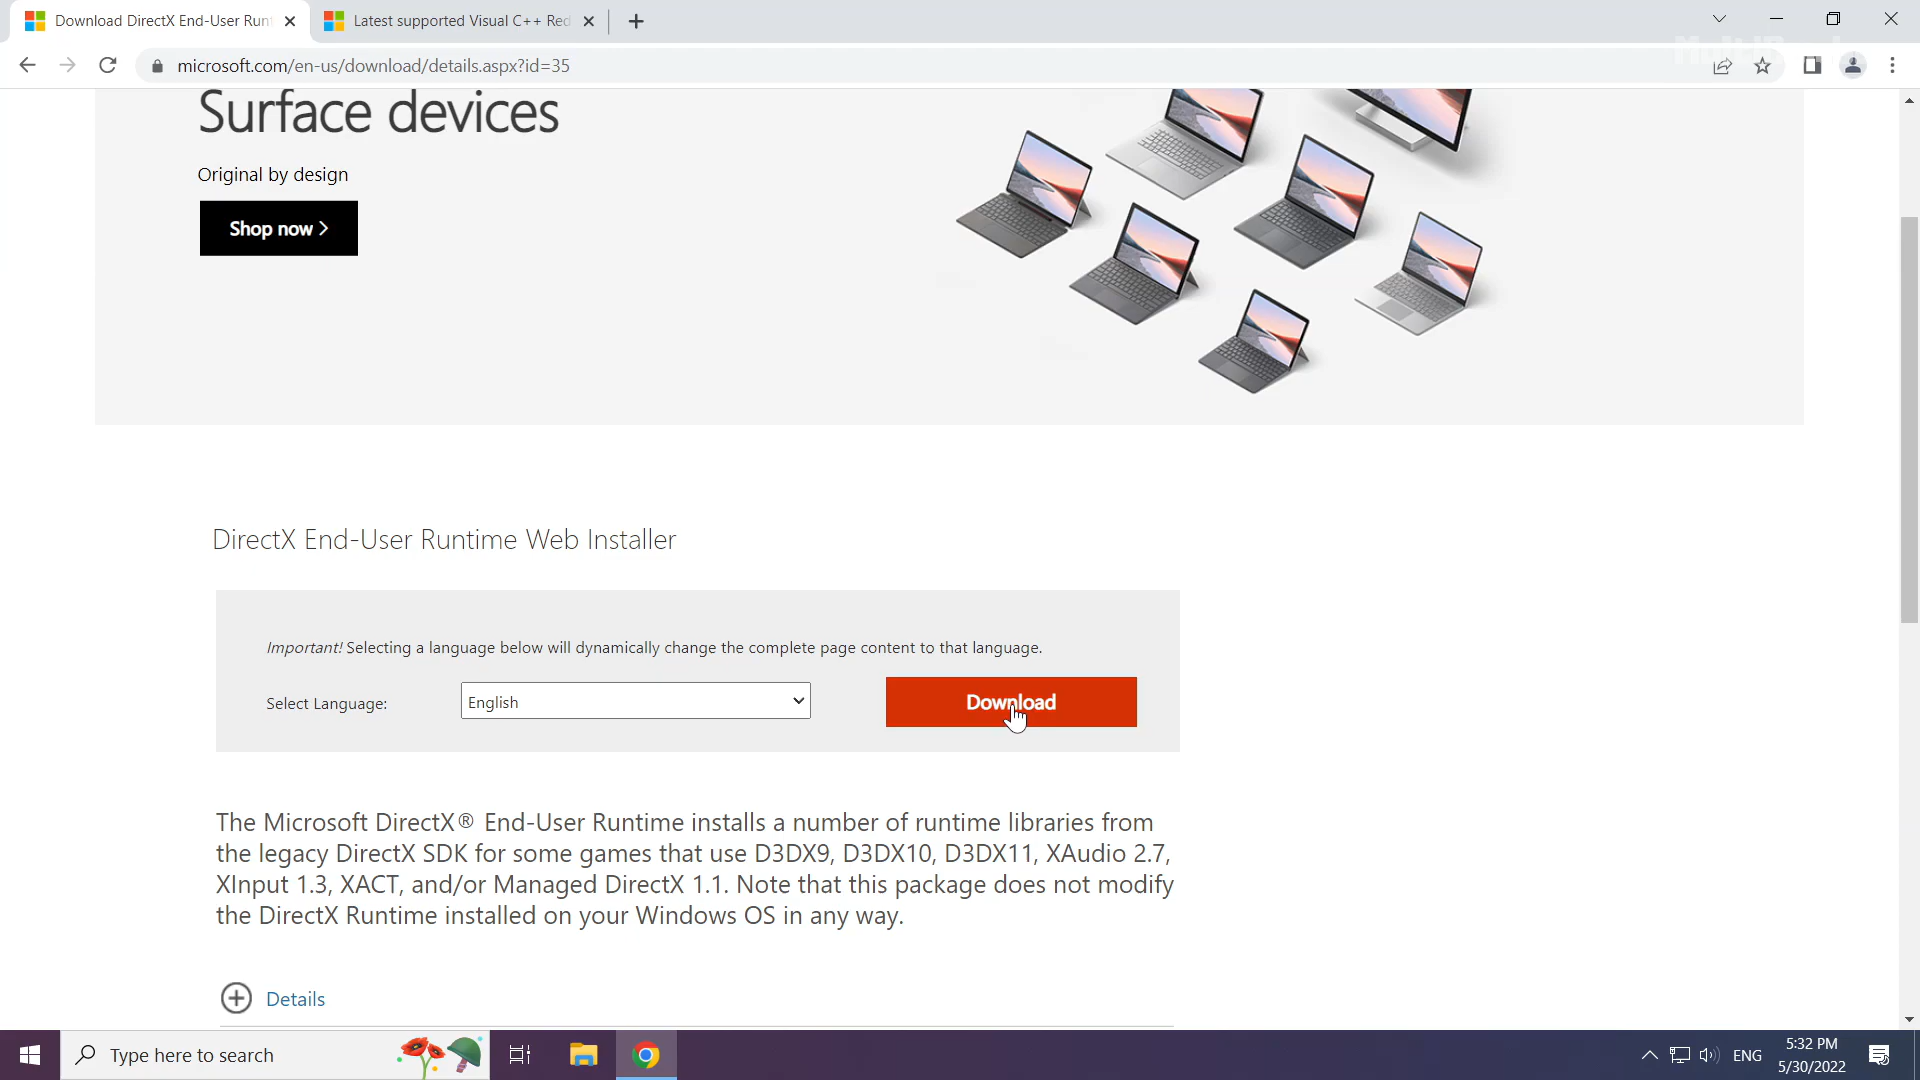 Download DirectX End-User Runt
Latest supported Visual C++ Red
microsoft.com/en-us/download/details.aspx?id=35
Surface devices
Original by design
Shop now >
DirectX End-User Runtime Web Installer
Important! Selecting a language below will dynamically change the complete page content to that language.
Select Language:
English
Download
The Microsoft DirectX® End-User Runtime installs a number of runtime libraries from
the legacy DirectX SDK for some games that use D3DX9, D3DX10, D3DX11, XAudio 2.7,
XInput 1.3, XACT, and/or Managed DirectX 1.1. Note that this package does not modify
the DirectX Runtime installed on your Windows OS in any way.
Details
Type here to search
ENG
5:32 PM
5/30/2022